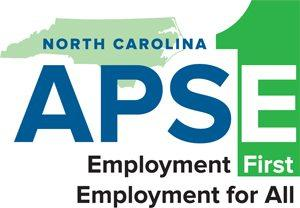 NORTH CAROLINA
APSE
Employment First
Employment for All